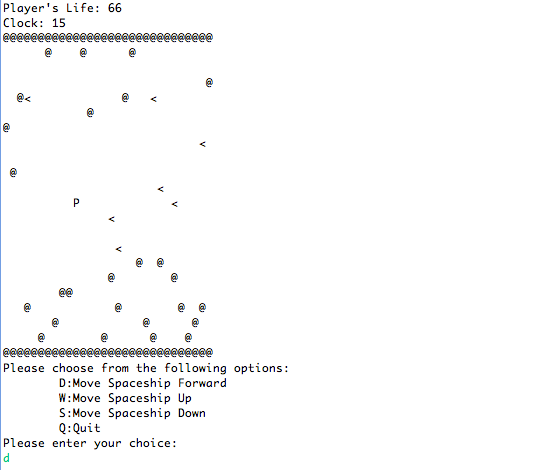 Player's Life: 66
Clock: 15
@@@@@@@@@@@@@@@@@@@@@@@@@@@@@@
      @    @      @

                             @
  @<             @   <
            @
@
                            <

 @
                      <
          P             <
               <

                <
                   @  @
               @        @
        @@
   @            @        @  @
       @            @      @
     @        @      @    @
@@@@@@@@@@@@@@@@@@@@@@@@@@@@@@
Please choose from the following options:
        D:Move Spaceship Forward
        W:Move Spaceship Up
        S:Move Spaceship Down
        Q:Quit
Please enter your choice:
d